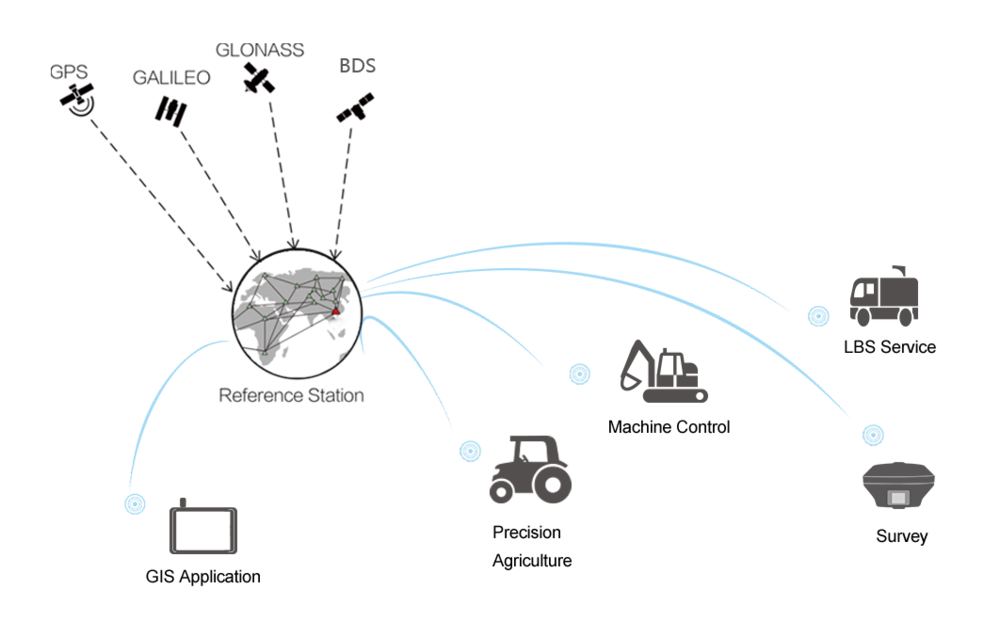 GLONASS
GPS
GALILEO
BDS
Reference Station
LBS Service
Machine Control
Precision
Agriculture
Survey
GIS Application